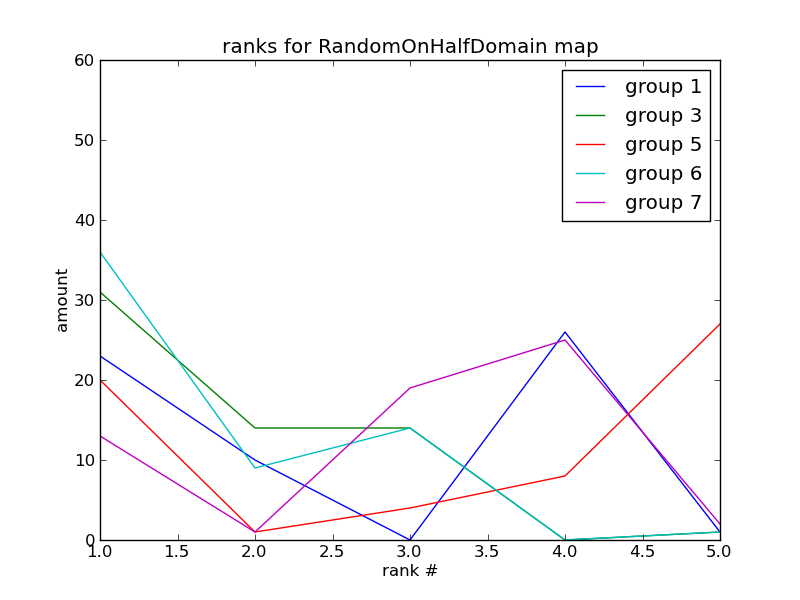 ranks for RandomOnHalfDomain map
60
50
40
30
20
10
0
amount
group 1
group 3
group 5
group 6
group 7
1.0 1.5 2.0 2.5 3.0 3.5 4.0 4.5 5.0
rank #